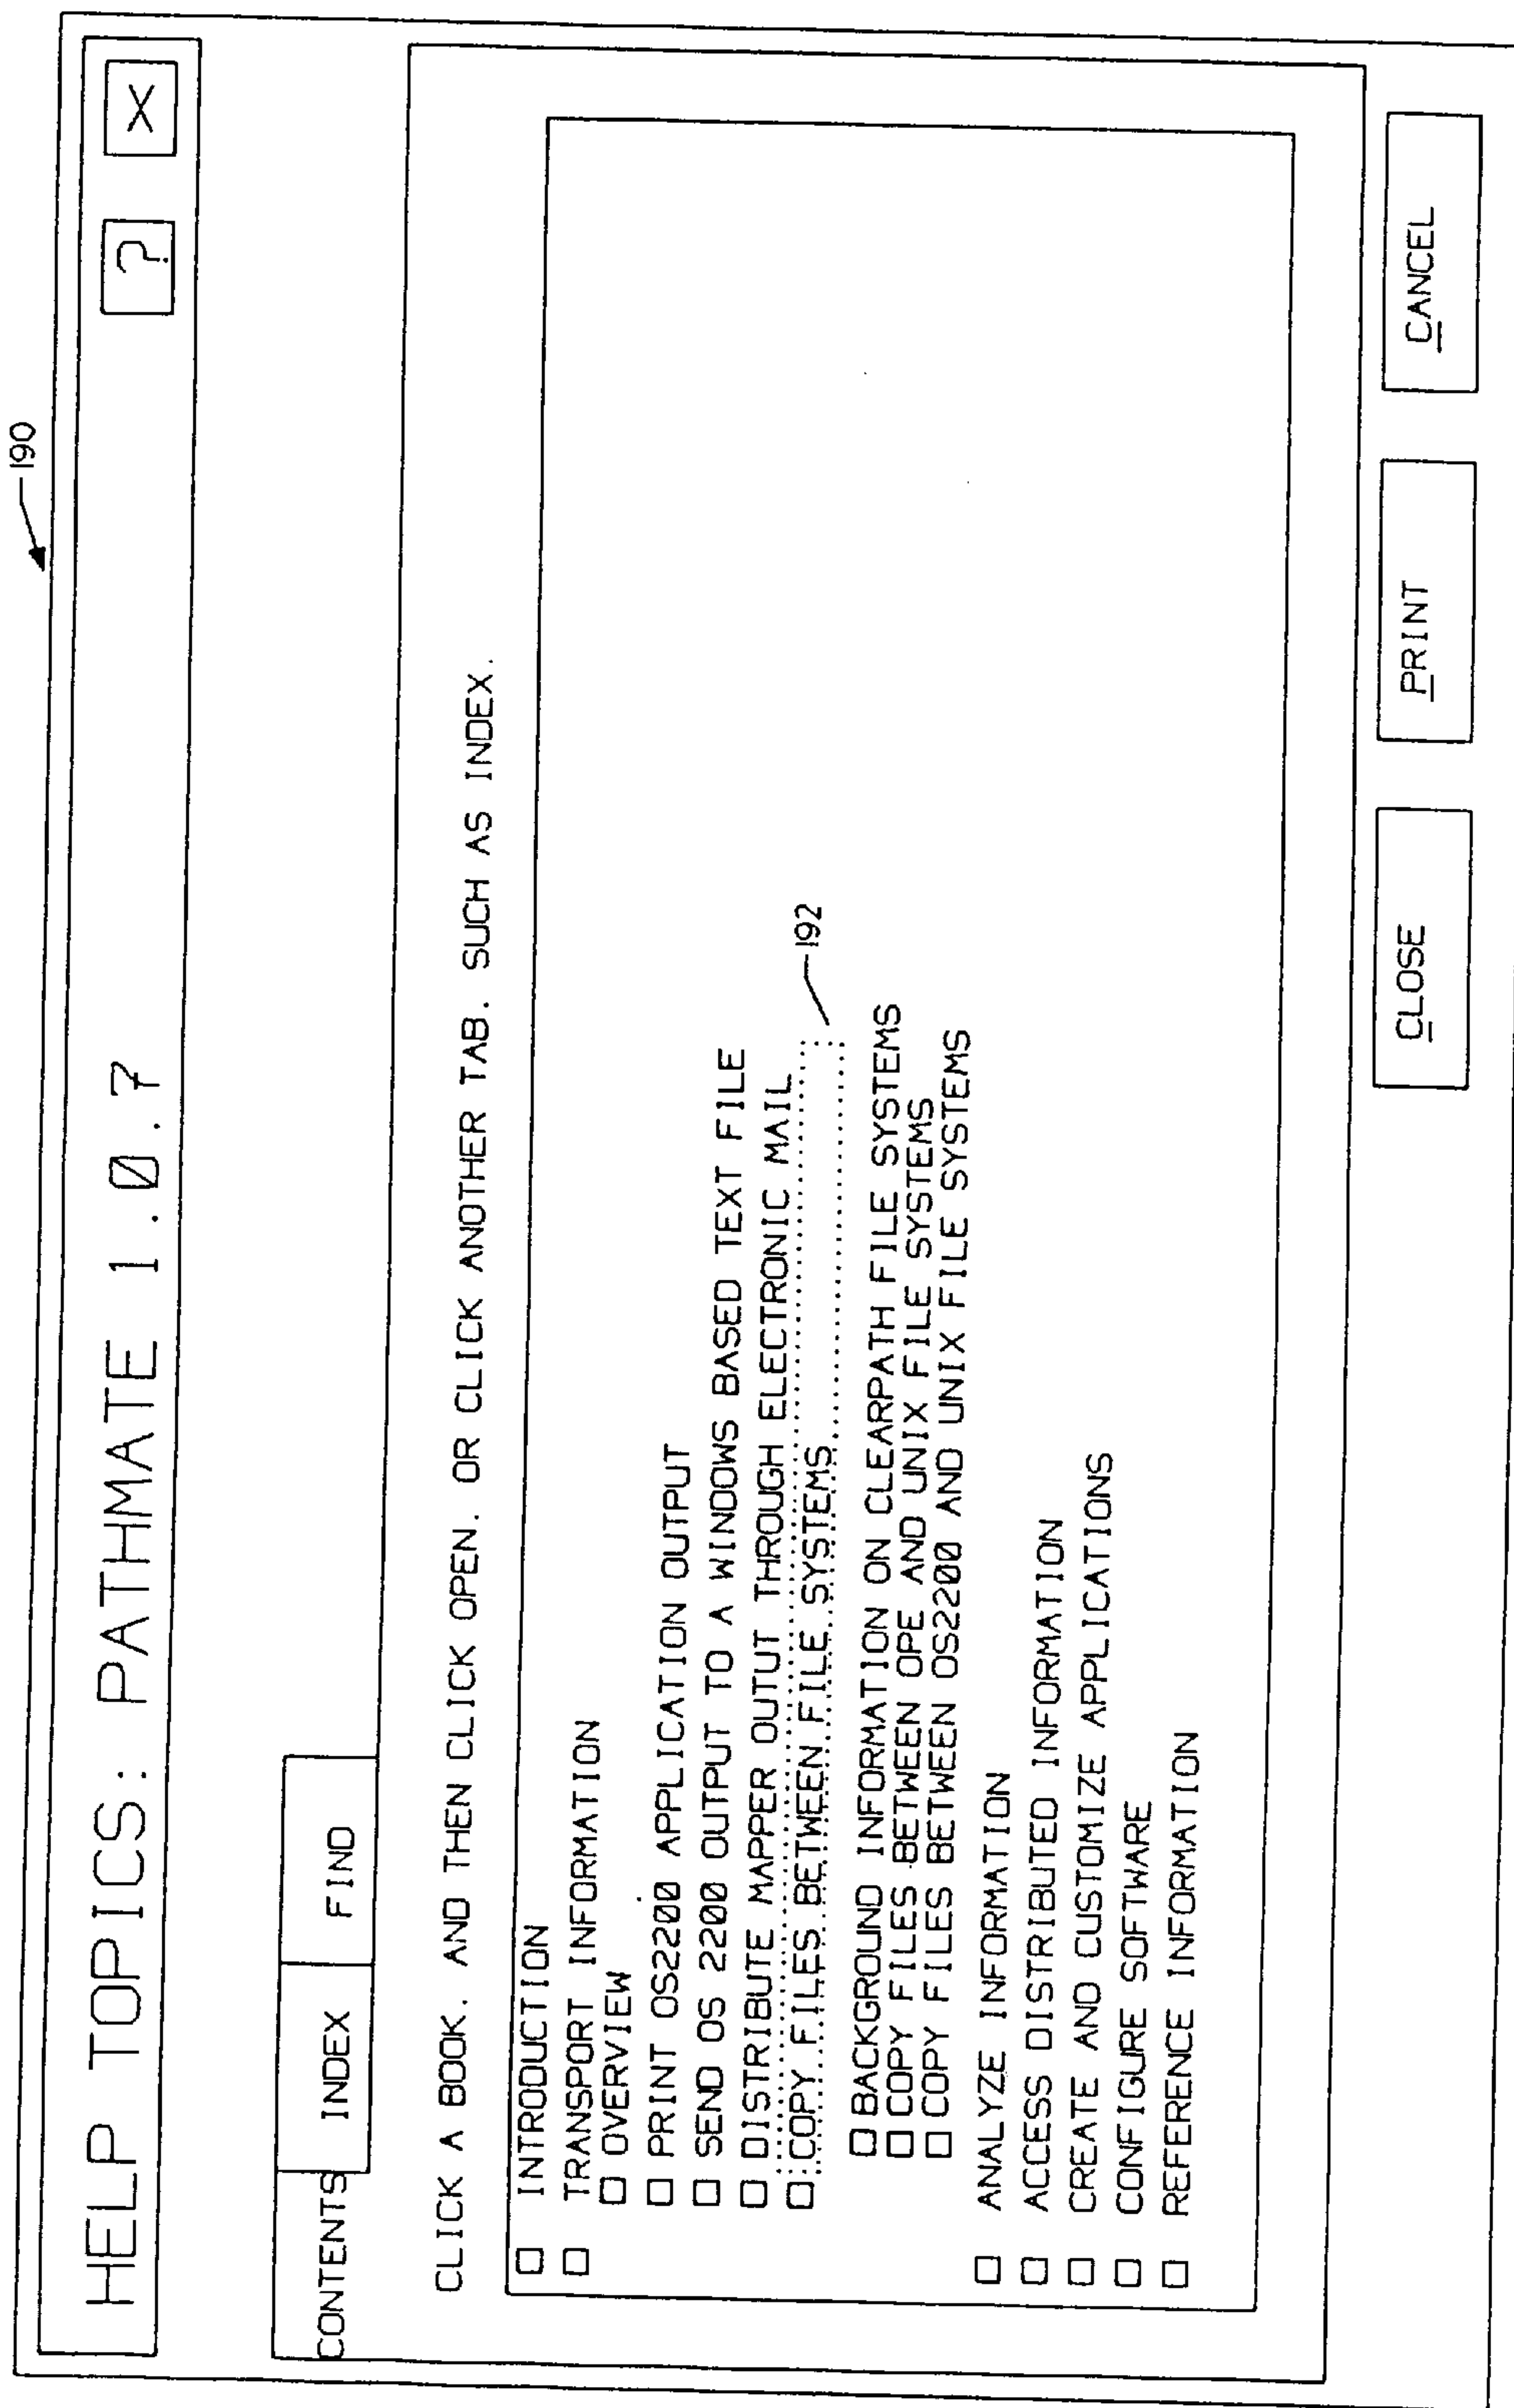 190
HELP TOPICS: PATHMATE 1.0.7
? X
CONTENTS INDEX FIND
CLICK A BOOK. AND THEN CLICK OPEN. OR CLICK ANOTHER TAB. SUCH AS INDEX.
INTRODUCTION
TRANSPORT INFORMATION
OVERVIEW
PRINT OS2200 APPLICATION OUTPUT
SEND OS 2200 OUTPUT TO A WINDOWS BASED TEXT FILE
DISTRIBUTE MAPPER OUTUT THROUGH ELECTRONIC MAIL
COPY FILES BETWEEN FILE SYSTEMS
192
BACKGROUND INFORMATION ON CLEARPATH FILE SYSTEMS
COPY FILES BETWEEN OPE AND UNIX FILE SYSTEMS
COPY FILES BETWEEN OS2200 AND UNIX FILE SYSTEMS
ANALYZE INFORMATION
ACCESS DISTRIBUTED INFORMATION
CREATE AND CUSTOMIZE APPLICATIONS
CONFIGURE SOFTWARE
REFERENCE INFORMATION
CLOSE PRINT CANCEL